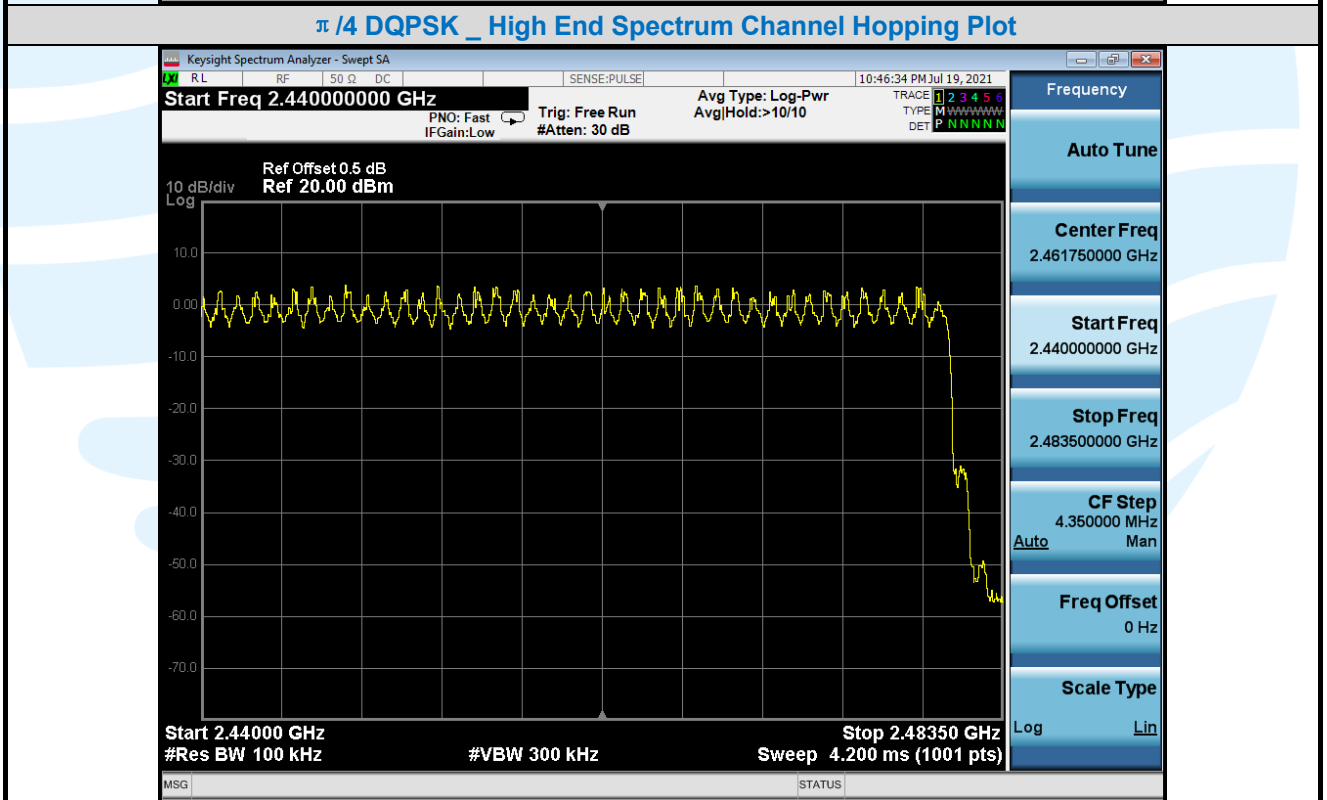 π /4 DQPSK _ High End Spectrum Channel Hopping Plot
Keysight Spectrum Analyzer - Swept SA
LXI RL RF 50 Ω DC SENSE:PULSE 10:46:34 PM Jul 19, 2021
Start Freq 2.440000000 GHz
PNO: Fast
IFGain:Low
Trig: Free Run
#Atten: 30 dB
Avg Type: Log-Pwr
Avg|Hold:>10/10
TRACE 1 2 3 4 5 6
TYPE M WWWWW
DET P N N N N N
Ref Offset 0.5 dB
10 dB/div Ref 20.00 dBm
Log
10.0
0.00
-10.0
-20.0
-30.0
-40.0
-50.0
-60.0
-70.0
Start 2.44000 GHz Stop 2.48350 GHz
#Res BW 100 kHz #VBW 300 kHz Sweep 4.200 ms (1001 pts)
MSG STATUS
Frequency
Auto Tune
Center Freq
2.461750000 GHz
Start Freq
2.440000000 GHz
Stop Freq
2.483500000 GHz
CF Step
4.350000 MHz
Auto Man
Freq Offset
0 Hz
Scale Type
Log Lin